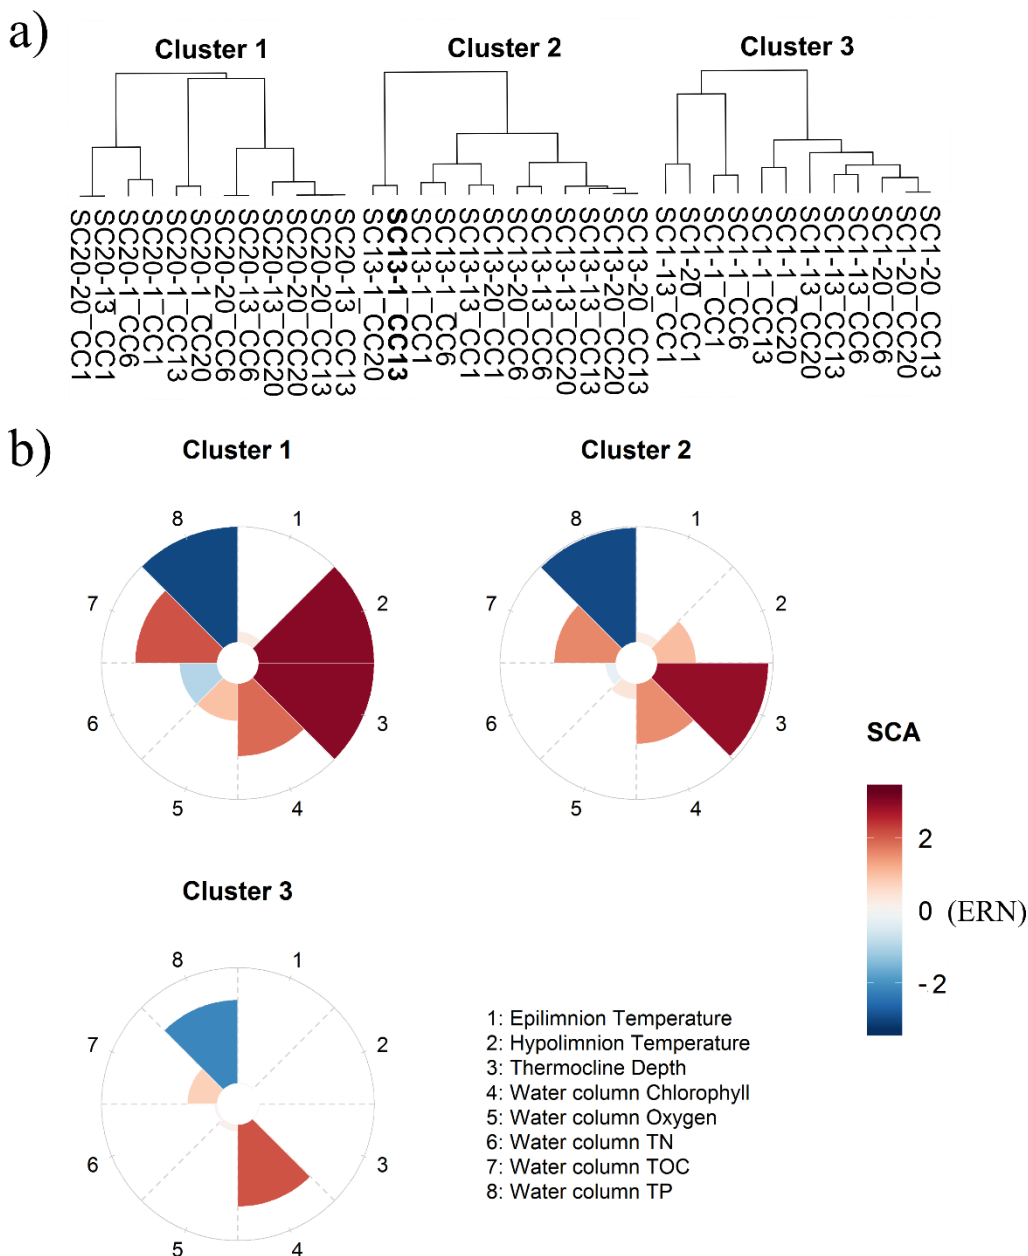 a)
Cluster 1
Cluster 2
Cluster 3
SC20-20_CC1
SC20-13_CC1
SC20-1_CC6
SC20-1_CC1
SC20-1_CC13
SC20-1_CC20
SC20-20_CC6
SC20-13_CC6
SC20-13_CC20
SC20-20_CC20
SC20-20_CC13
SC20-13_CC13
SC13-1_CC20
SC13-1_CC13
SC13-1_CC1
SC13-1_CC6
SC13-13_CC1
SC13-20_CC1
SC13-20_CC6
SC13-13_CC6
SC13-13_CC20
SC13-13_CC13
SC13-20_CC20
SC13-20_CC13
SC1-13_CC1
SC1-20_CC1
SC1-1_CC1
SC1-1_CC6
SC1-1_CC13
SC1-1_CC20
SC1-13_CC20
SC1-13_CC13
SC1-13_CC6
SC1-20_CC6
SC1-20_CC20
SC1-20_CC13
b)
Cluster 1
Cluster 2
8
1
7
2
6
3
5
4
8
1
7
2
6
3
5
4
SCA
2
0 (ERN)
-2
Cluster 3
8
1
7
2
6
3
5
4
1: Epilimnion Temperature
2: Hypolimnion Temperature
3: Thermocline Depth
4: Water column Chlorophyll
5: Water column Oxygen
6: Water column TN
7: Water column TOC
8: Water column TP